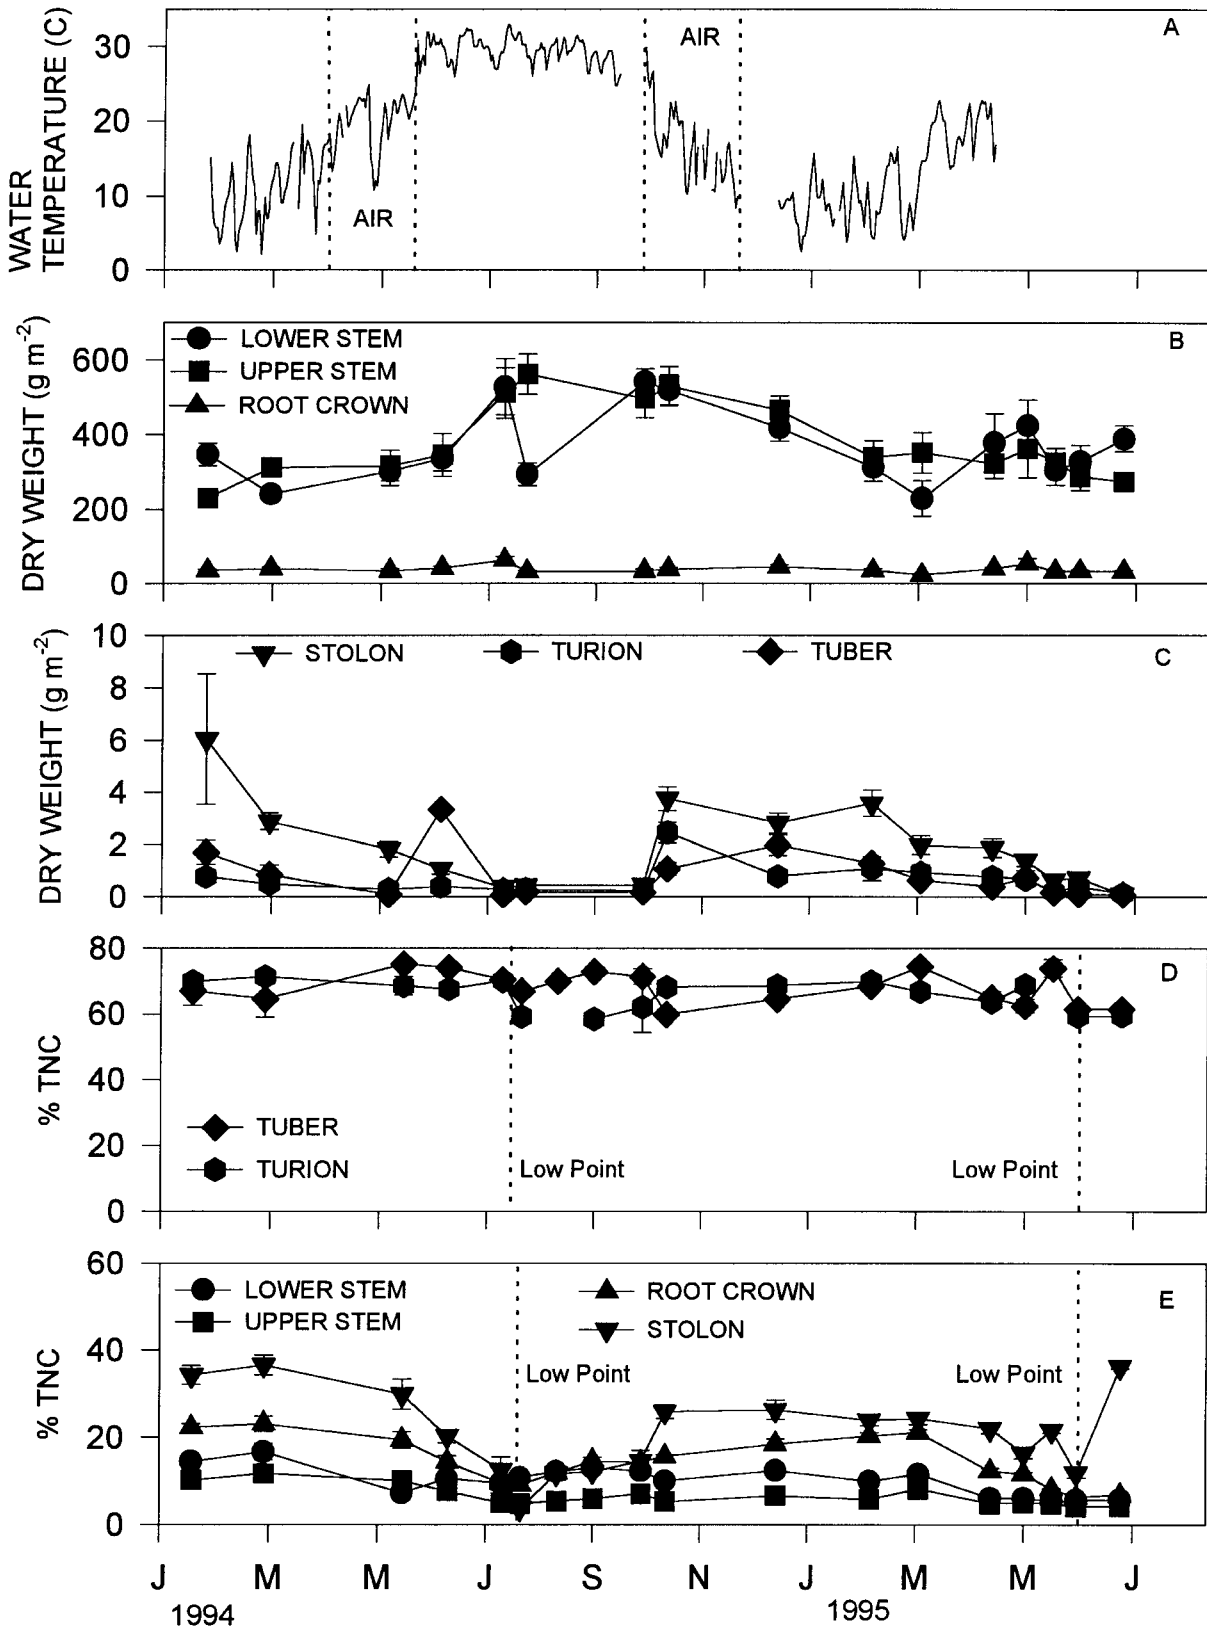 A
WATER
TEMPERATURE (C)
30
20
10
0
AIR
AIR
B
DRY WEIGHT (g m-2)
600
400
200
0
LOWER STEM
UPPER STEM
ROOT CROWN
C
DRY WEIGHT (g m-2)
10
8
6
4
2
0
STOLON TURION TUBER
D
% TNC
80
60
40
20
0
TUBER
TURION
Low Point Low Point
E
% TNC
60
40
20
0
LOWER STEM ROOT CROWN
UPPER STEM STOLON
Low Point Low Point
J M M J S N J M M J
1994 1995